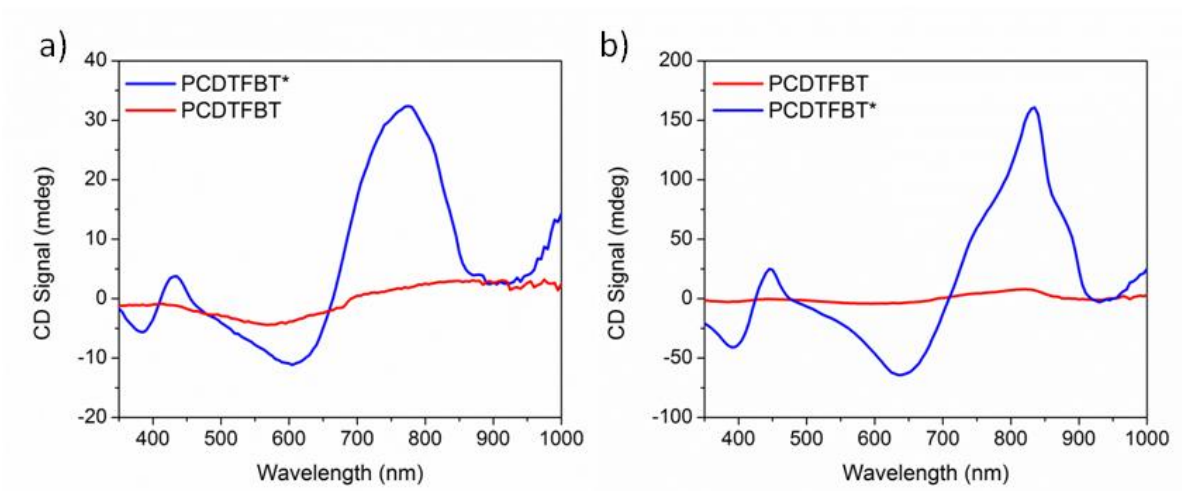 a)
40
30
20
10
0
-10
-20
CD Signal (mdeg)
PCDTFBT*
PCDTFBT
400 500 600 700 800 900 1000
Wavelength (nm)
b)
200
150
100
50
0
-50
-100
CD Signal (mdeg)
PCDTFBT
PCDTFBT*
400 500 600 700 800 900 1000
Wavelength (nm)